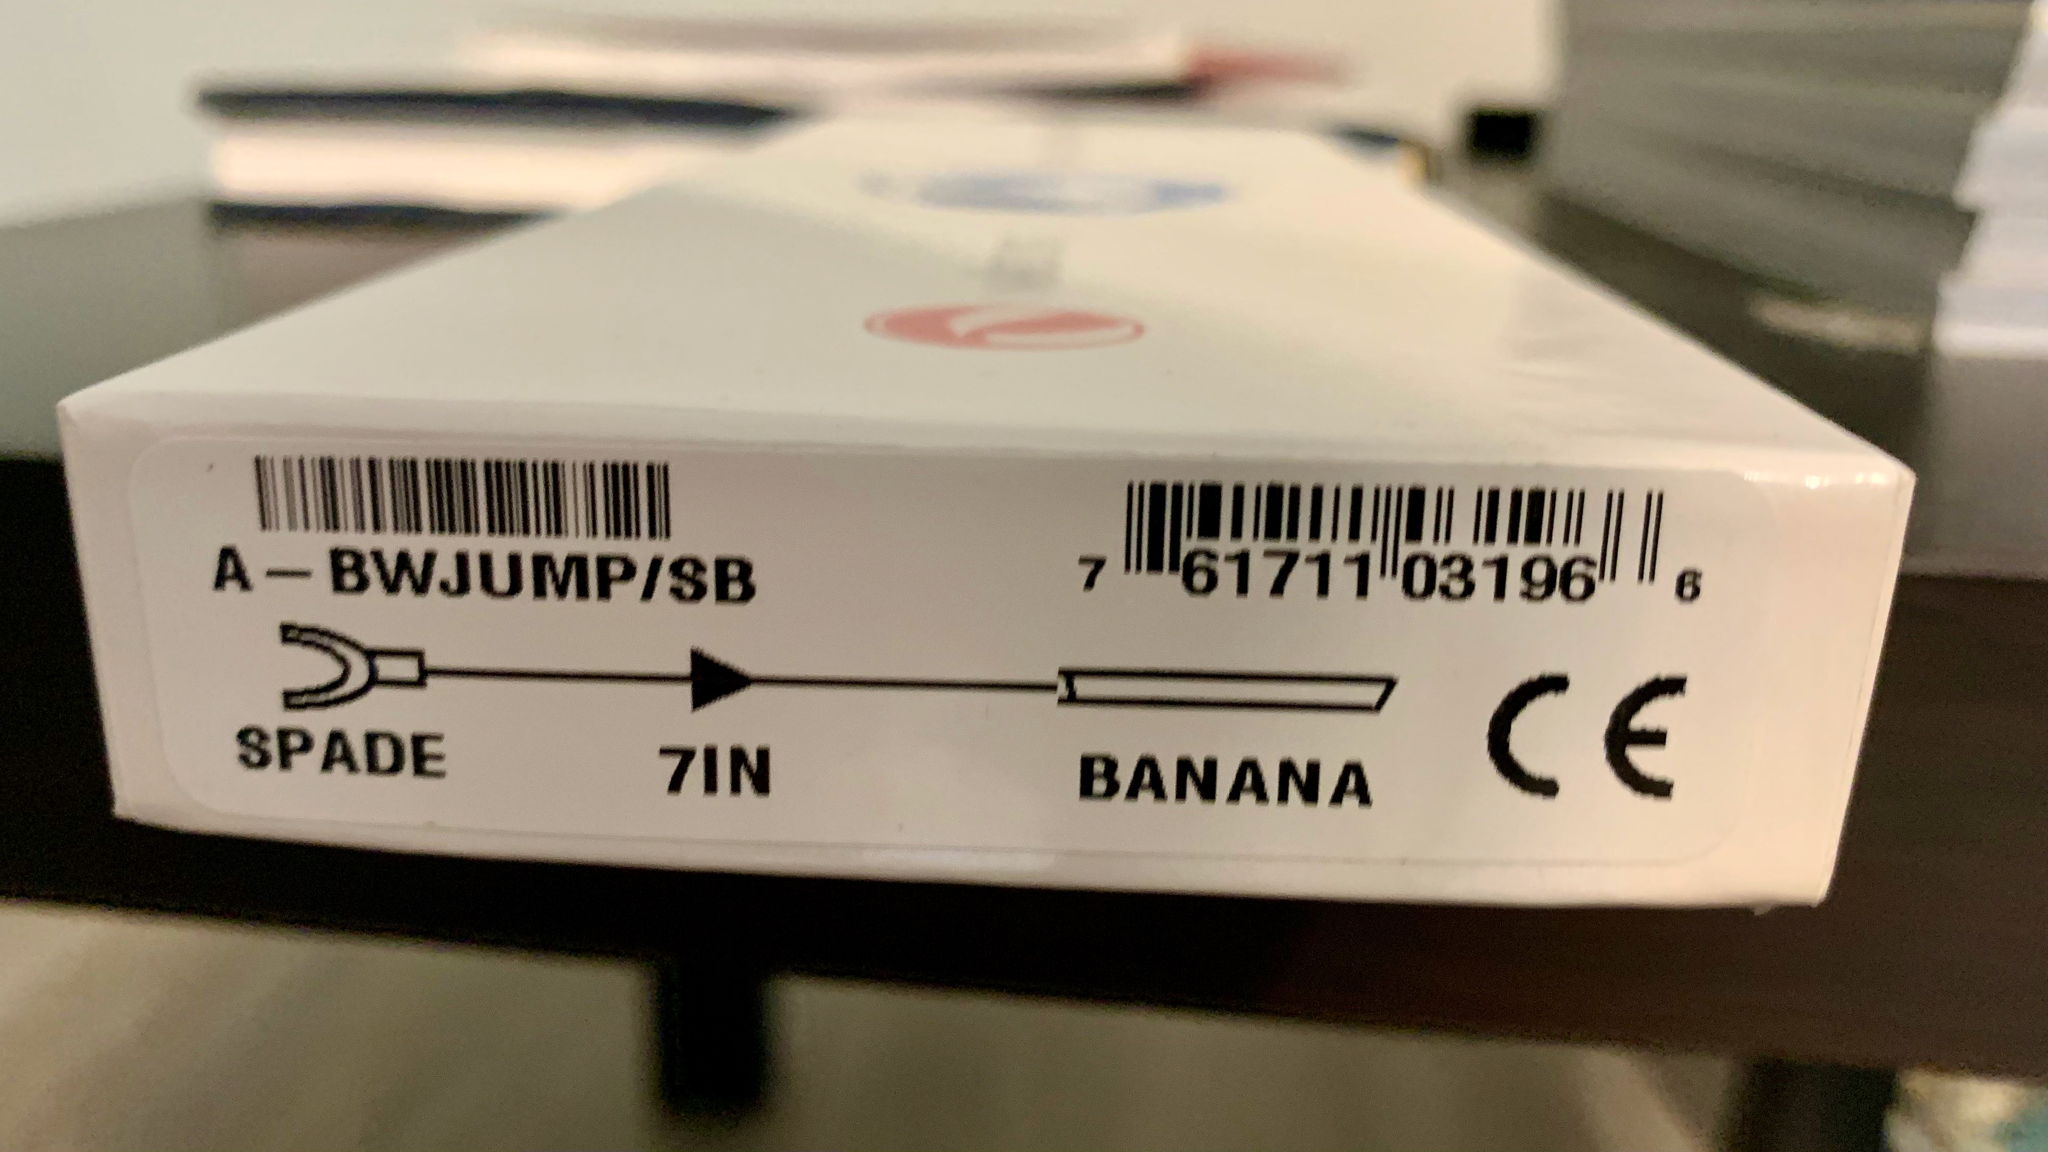 A-BWJUMP/SB
7 61711 03196 6
SPADE
7IN
BANANA
CE